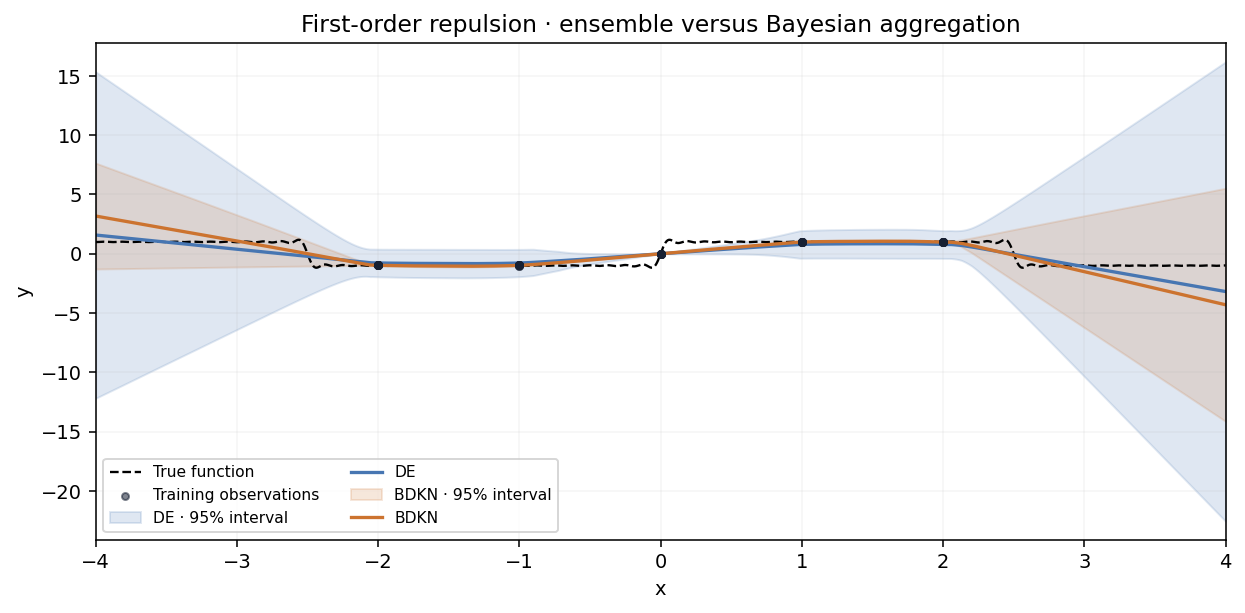 First-order repulsion · ensemble versus Bayesian aggregation
15
10
5
0
−5
−10
−15
−20
y
True function
Training observations
DE · 95% interval
DE
BDKN · 95% interval
BDKN
−4 −3 −2 −1 0 1 2 3 4
x